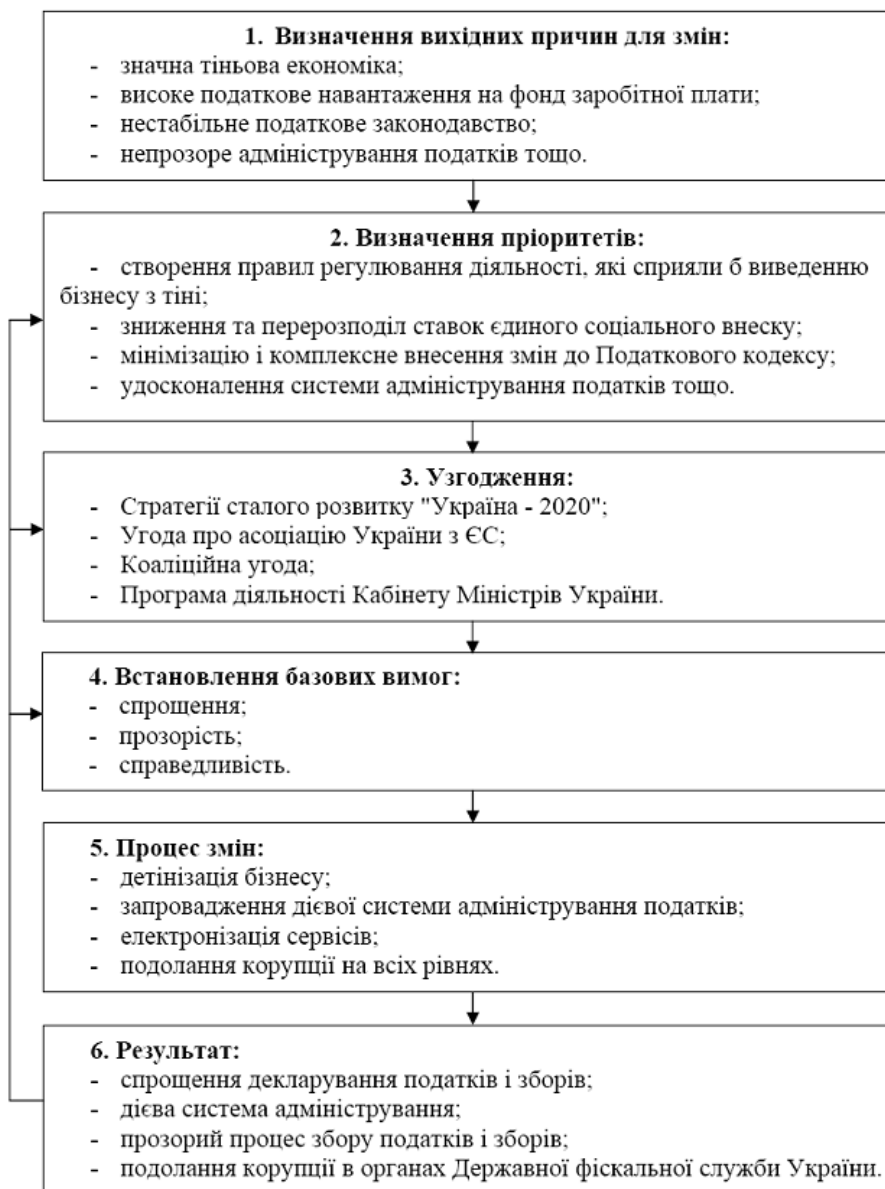 1. Визначення вихідних причин для змін:
- значна тіньова економіка;
- високе податкове навантаження на фонд заробітної плати;
- нестабільне податкове законодавство;
- непрозоре адміністрування податків тощо.
2. Визначення пріоритетів:
- створення правил регулювання діяльності, які сприяли б виведенню
бізнесу з тіні;
- зниження та перерозподіл ставок єдиного соціального внеску;
- мінімізацію і комплексне внесення змін до Податкового кодексу;
- удосконалення системи адміністрування податків тощо.
3. Узгодження:
- Стратегії сталого розвитку "Україна - 2020";
- Угода про асоціацію України з ЄС;
- Коаліційна угода;
- Програма діяльності Кабінету Міністрів України.
4. Встановлення базових вимог:
- спрощення;
- прозорість;
- справедливість.
5. Процес змін:
- детінізація бізнесу;
- запровадження дієвої системи адміністрування податків;
- електронізація сервісів;
- подолання корупції на всіх рівнях.
6. Результат:
- спрощення декларування податків і зборів;
- дієва система адміністрування;
- прозорий процес збору податків і зборів;
- подолання корупції в органах Державної фіскальної служби України.